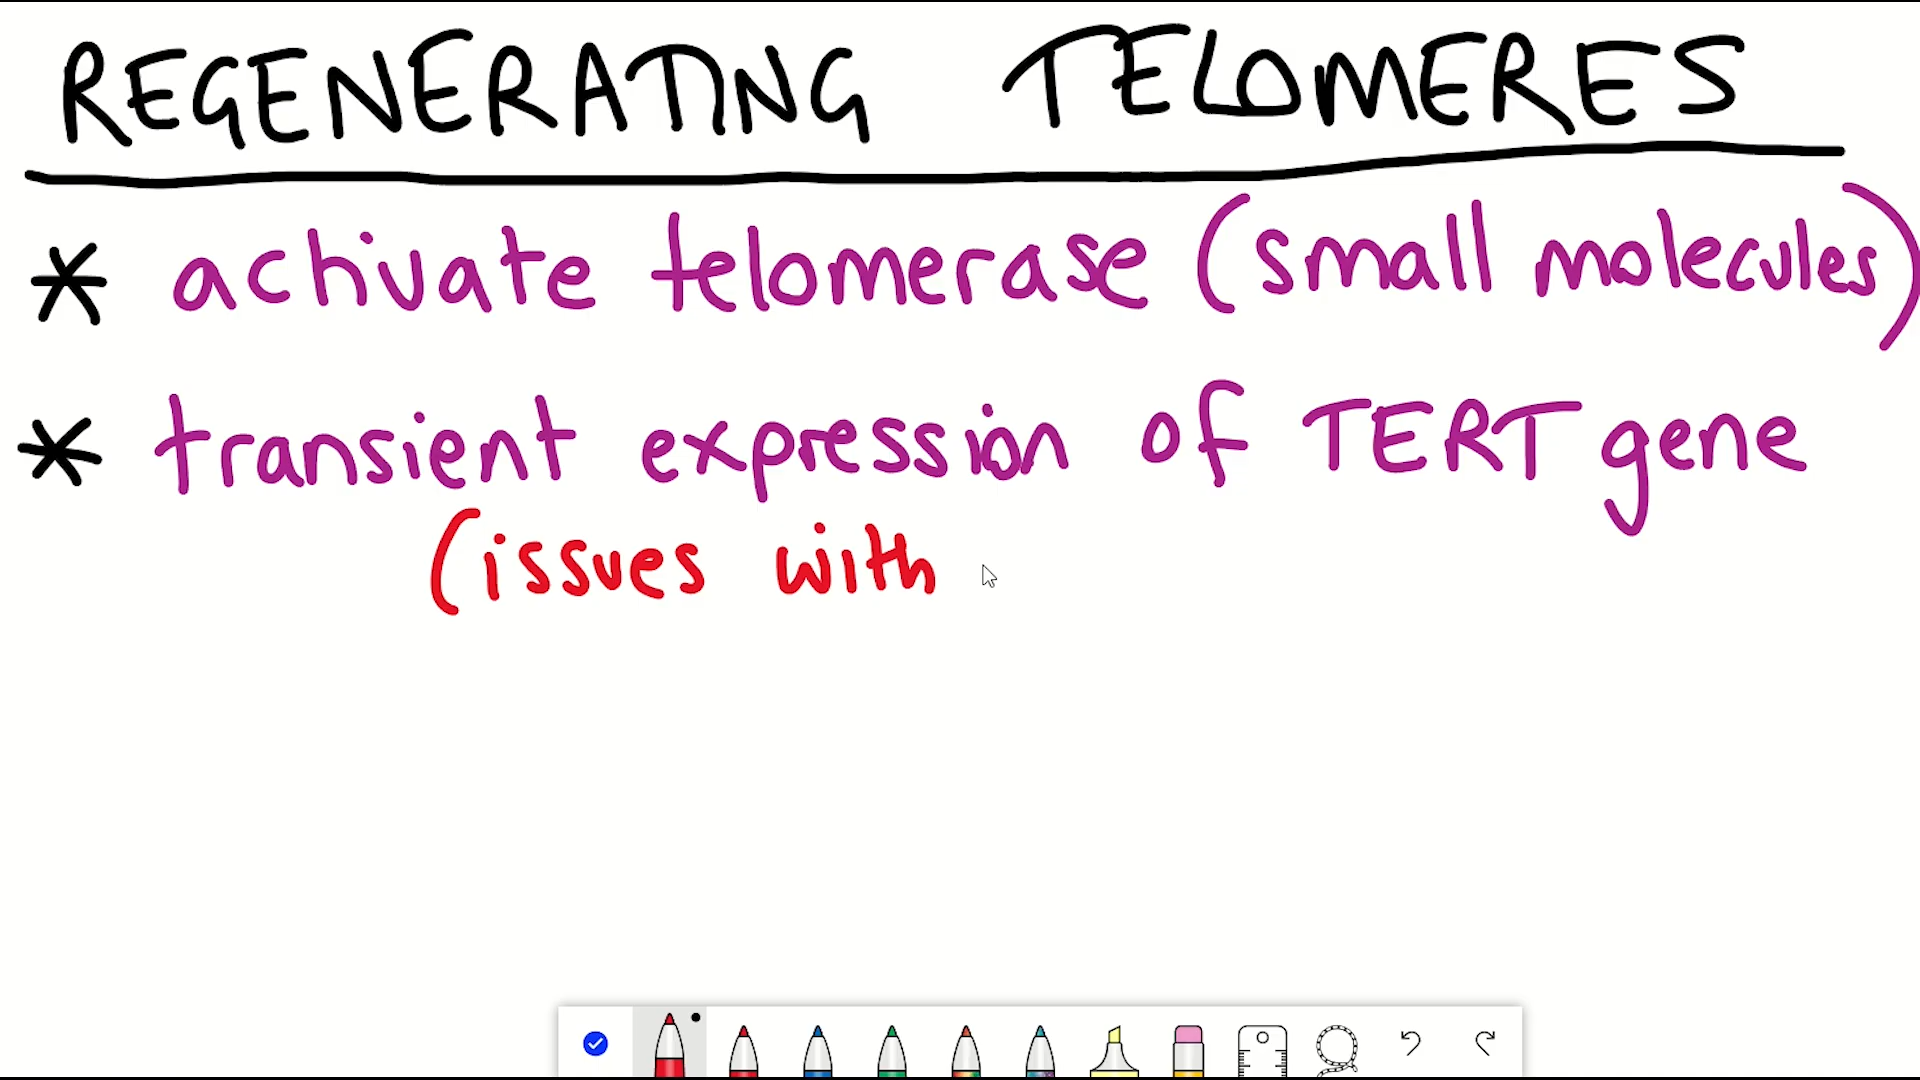 REGENERATING TELOMERES
* activate telomerase (small molecules)
* transient expression of TERT gene
(issues with